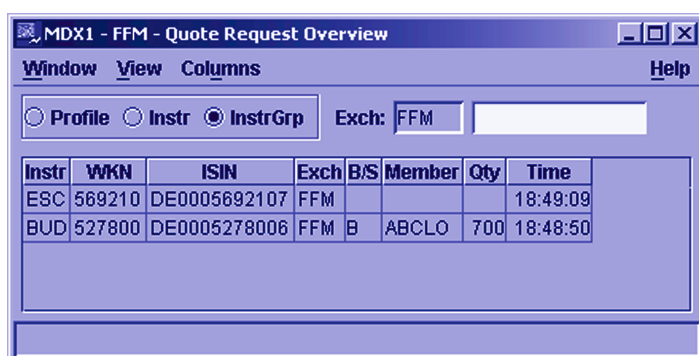 MDX1 - FFM - Quote Request Overview
Window View Columns Help
Profile Instr InstrGrp Exch: FFM
Instr WKN ISIN Exch B/S Member Qty Time
ESC 569210 DE0005692107 FFM 18:49:09
BUD 527800 DE0005278006 FFM B ABCLO 700 18:48:50